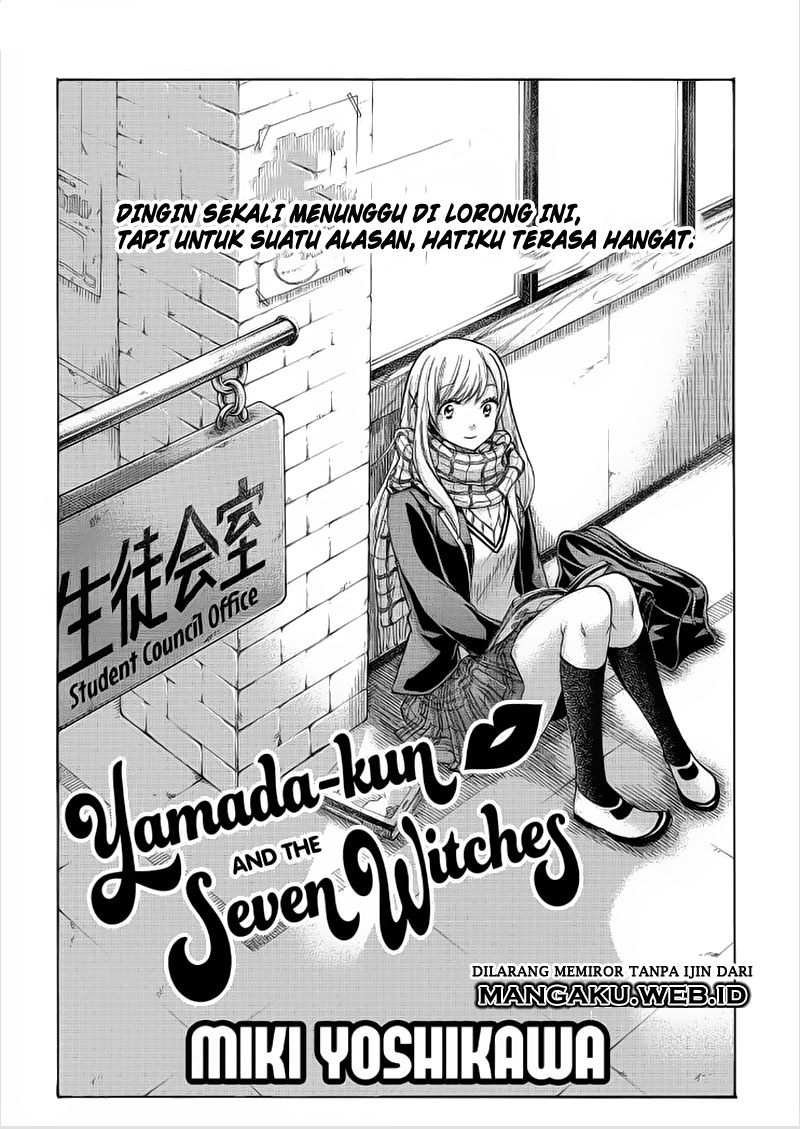 DINGIN SEKALI MENUNGGU DI LORONG INI,
TAPI UNTUK SUATU ALASAN, HATIKU TERASA HANGAT.
生徒会室
Student Council Office
Yamada-kun
AND THE
Seven Witches
DILARANG MEMIROR TANPA IJIN DARI
MANGAKU.WEB.ID
MIKI YOSHIKAWA